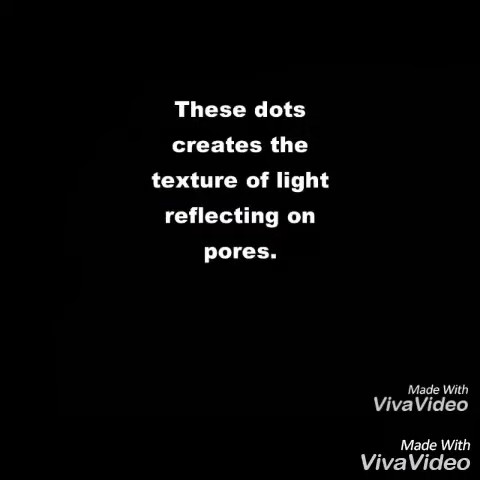 These dots
creates the
texture of light
reflecting on
pores.
Made With
VivaVideo
Made With
VivaVideo